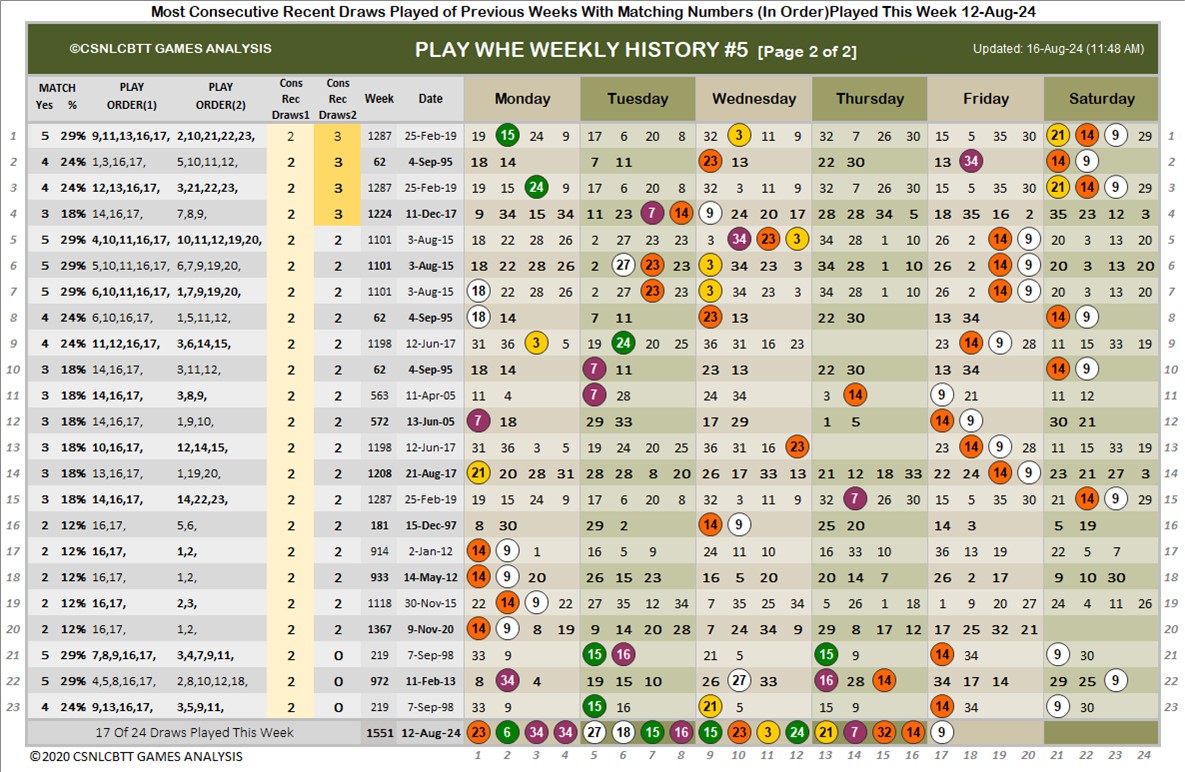 Most Consecutive Recent Draws Played of Previous Weeks With Matching Numbers (In Order)Played This Week 12-Aug-24
©CSNLCBTT GAMES ANALYSIS PLAY WHE WEEKLY HISTORY #5 [Page 2 of 2] Updated: 16-Aug-24 (11:48 AM)
MATCH PLAY PLAY Cons Cons
Yes % ORDER(1) ORDER(2) Rec Rec Week Date Monday Tuesday Wednesday Thursday Friday Saturday
Draws1 Draws2
1 5 29% 9,11,13,16,17, 2,10,21,22,23, 2 3 1287 25-Feb-19 19 15 24 9 17 6 20 8 32 3 11 9 32 7 26 30 15 5 35 30 21 14 9 29 1
2 4 24% 1,3,16,17, 5,10,11,12, 2 3 62 4-Sep-95 18 14 7 11 23 13 22 30 13 34 14 9 2
3 4 24% 12,13,16,17, 3,21,22,23, 2 3 1287 25-Feb-19 19 15 24 9 17 6 20 8 32 3 11 9 32 7 26 30 15 5 35 30 21 14 9 29 3
4 3 18% 14,16,17, 7,8,9, 2 3 1224 11-Dec-17 9 34 15 34 11 23 7 14 9 24 20 17 28 28 34 5 18 35 16 2 35 23 12 3 4
5 5 29% 4,10,11,16,17, 10,11,12,19,20, 2 2 1101 3-Aug-15 18 22 28 26 2 27 23 23 3 34 23 3 34 28 1 10 26 2 14 9 20 3 13 20 5
6 5 29% 5,10,11,16,17, 6,7,9,19,20, 2 2 1101 3-Aug-15 18 22 28 26 2 27 23 23 3 34 23 3 34 28 1 10 26 2 14 9 20 3 13 20 6
7 5 29% 6,10,11,16,17, 1,7,9,19,20, 2 2 1101 3-Aug-15 18 22 28 26 2 27 23 23 3 34 23 3 34 28 1 10 26 2 14 9 20 3 13 20 7
8 4 24% 6,10,16,17, 1,5,11,12, 2 2 62 4-Sep-95 18 14 7 11 23 13 22 30 13 34 14 9 8
9 4 24% 11,12,16,17, 3,6,14,15, 2 2 1198 12-Jun-17 31 36 3 5 19 24 20 25 36 31 16 23 23 14 9 28 11 15 33 19 9
10 3 18% 14,16,17, 3,11,12, 2 2 62 4-Sep-95 18 14 7 11 23 13 22 30 13 34 14 9 10
11 3 18% 14,16,17, 3,8,9, 2 2 563 11-Apr-05 11 4 7 28 24 34 3 14 9 21 11 12 11
12 3 18% 14,16,17, 1,9,10, 2 2 572 13-Jun-05 7 18 29 33 17 29 1 5 14 9 30 21 12
13 3 18% 10,16,17, 12,14,15, 2 2 1198 12-Jun-17 31 36 3 5 19 24 20 25 36 31 16 23 23 14 9 28 11 15 33 19 13
14 3 18% 13,16,17, 1,19,20, 2 2 1208 21-Aug-17 21 20 28 31 28 28 8 20 26 17 33 13 21 12 18 33 22 24 14 9 23 21 27 3 14
15 3 18% 14,16,17, 14,22,23, 2 2 1287 25-Feb-19 19 15 24 9 17 6 20 8 32 3 11 9 32 7 26 30 15 5 35 30 21 14 9 29 15
16 2 12% 16,17, 5,6, 2 2 181 15-Dec-97 8 30 29 2 14 9 25 20 14 3 5 19 16
17 2 12% 16,17, 1,2, 2 2 914 2-Jan-12 14 9 1 16 5 9 24 11 10 16 33 10 36 13 19 22 5 7 17
18 2 12% 16,17, 1,2, 2 2 933 14-May-12 14 9 20 26 15 23 16 5 20 20 14 7 26 2 17 9 10 30 18
19 2 12% 16,17, 2,3, 2 2 1118 30-Nov-15 22 14 9 22 27 35 12 34 7 35 25 34 5 26 1 18 1 9 20 27 24 4 11 26 19
20 2 12% 16,17, 1,2, 2 2 1367 9-Nov-20 14 9 8 19 9 14 20 28 7 24 34 9 29 8 17 12 17 25 32 21 20
21 5 29% 7,8,9,16,17, 3,4,7,9,11, 2 0 219 7-Sep-98 33 9 15 16 21 5 15 9 14 34 9 30 21
22 5 29% 4,5,8,16,17, 2,8,10,12,18, 2 0 972 11-Feb-13 8 34 4 19 15 10 26 27 33 16 28 14 34 17 14 29 25 9 22
23 4 24% 9,13,16,17, 3,5,9,11, 2 0 219 7-Sep-98 33 9 15 16 21 5 15 9 14 34 9 30 23
17 Of 24 Draws Played This Week 1551 12-Aug-24 23 6 34 34 27 18 15 16 15 23 3 24 21 7 32 14 9
©2020 CSNLCBTT GAMES ANALYSIS 1 2 3 4 5 6 7 8 9 10 11 12 13 14 15 16 17 18 19 20 21 22 23 24